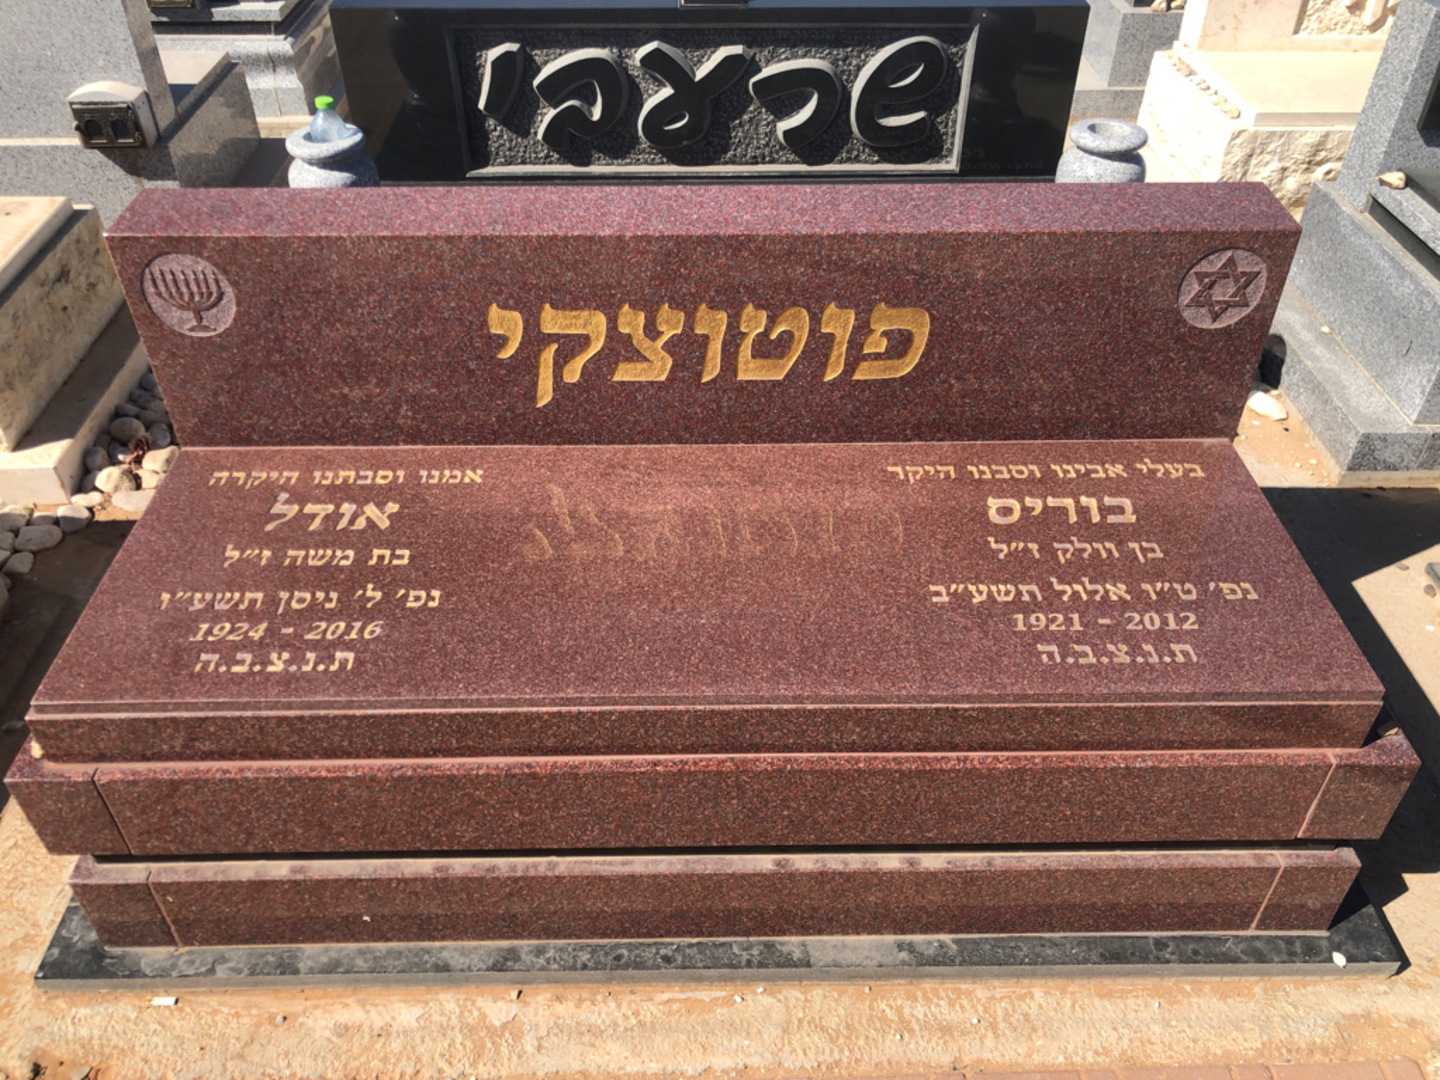 שרעבי
פוטוצקי
בעלי אבינו וסבנו היקר
בוריס
בן וולק ז״ל
נפ׳ ט״ו אלול תשע״ב
1921 - 2012
ת.נ.צ.ב.ה
אמנו וסבתנו היקרה
אודל
בת משה ז״ל
נפ׳ ל׳ ניסן תשע״ו
1924 - 2016
ת.נ.צ.ב.ה